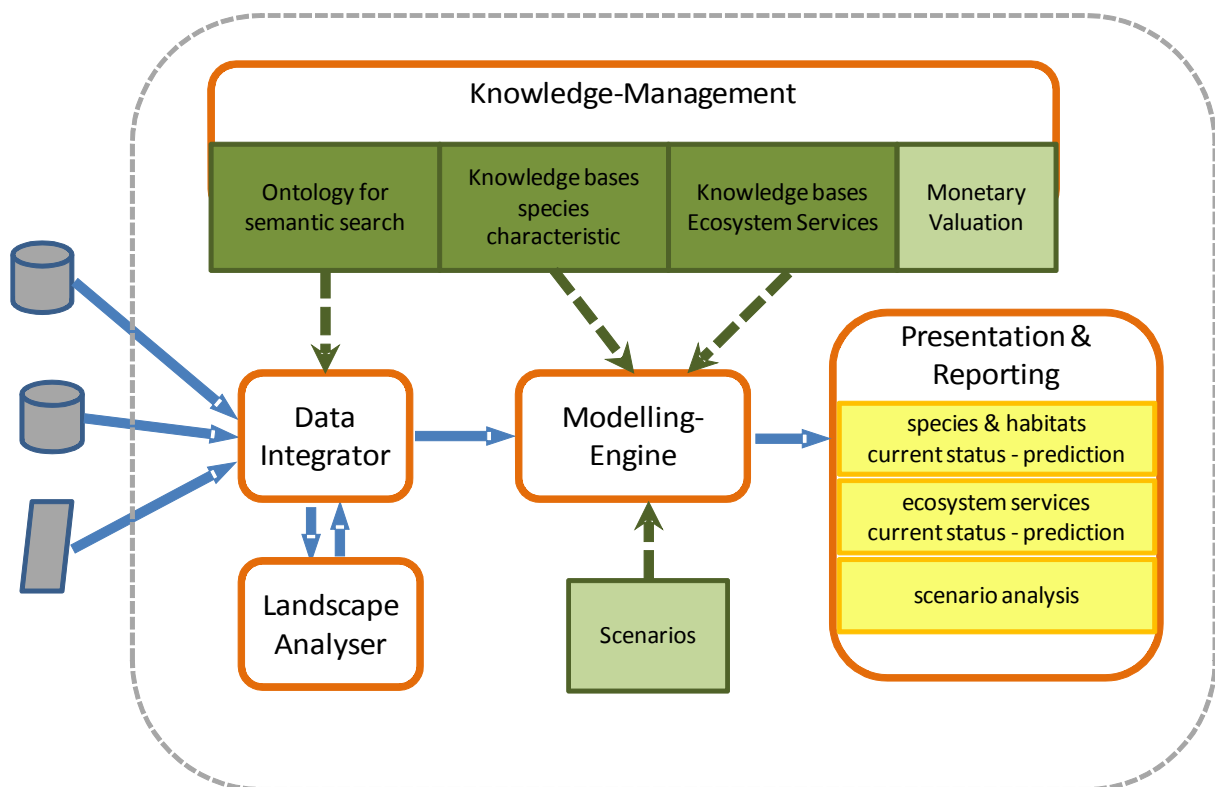 Knowledge-Management
Ontology for
semantic search
Knowledge bases
species
characteristic
Knowledge bases
Ecosystem Services
Monetary
Valuation
Presentation &
Reporting
species & habitats
current status - prediction
ecosystem services
current status - prediction
scenario analysis
Data
Integrator
Modelling-
Engine
Landscape
Analyser
Scenarios